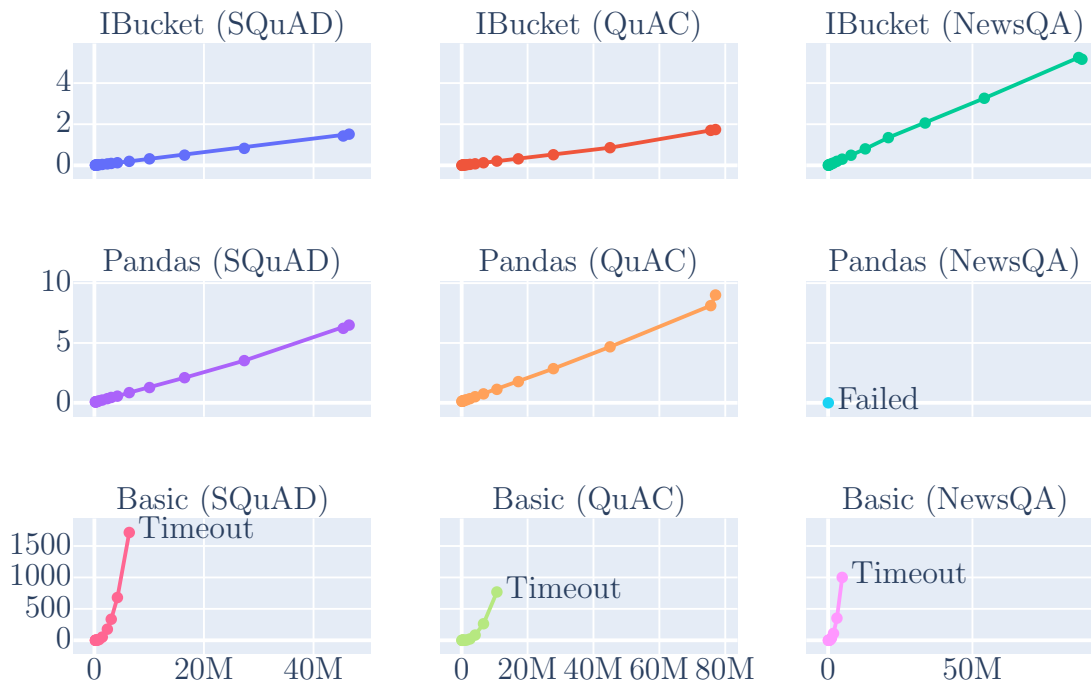 IBucket (SQuAD)
IBucket (QuAC)
IBucket (NewsQA)
4
2
0
Pandas (SQuAD)
Pandas (QuAC)
Pandas (NewsQA)
10
5
0
Failed
Basic (SQuAD)
Basic (QuAC)
Basic (NewsQA)
1500
1000
500
0
Timeout
Timeout
Timeout
0 20M 40M
0 20M 40M 60M 80M
0 50M